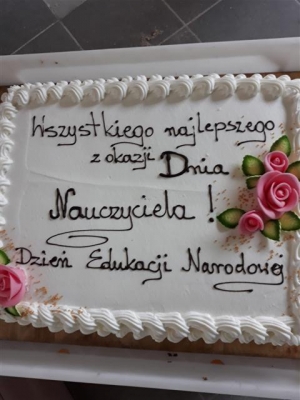 Wszystkiego najlepszego
z okazji Dnia
Nauczyciela !
Dzień Edukacji Narodowej